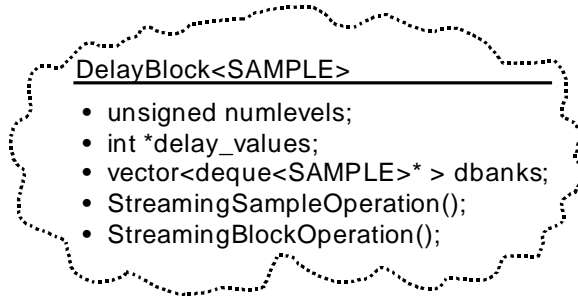 DelayBlock<SAMPLE>
• unsigned numlevels;
• int *delay_values;
• vector<deque<SAMPLE>* > dbanks;
• StreamingSampleOperation();
• StreamingBlockOperation();